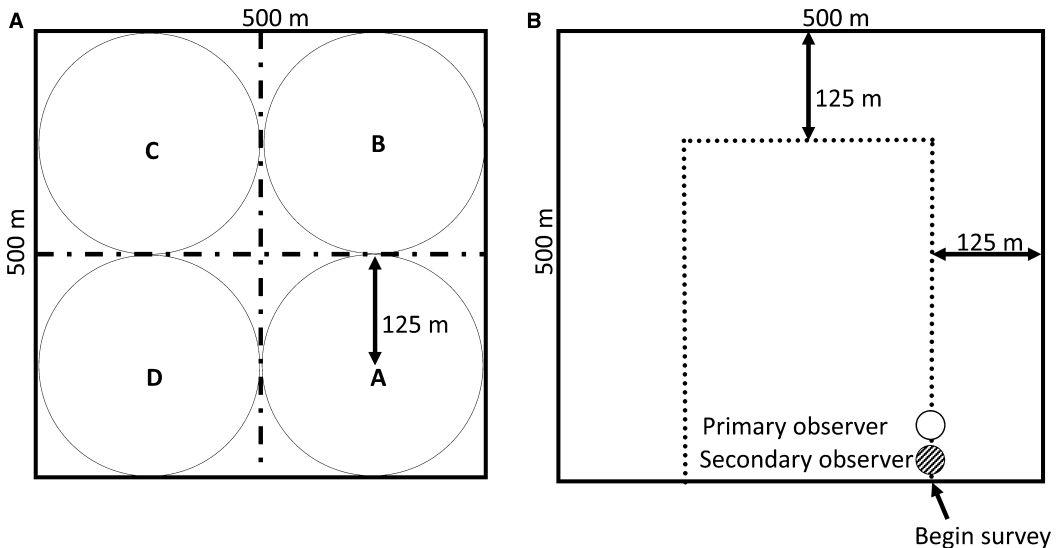 A
500 m
500 m
C
B
125 m
D
A
B
500 m
125 m
500 m
125 m
Primary observer
Secondary observer
Begin survey